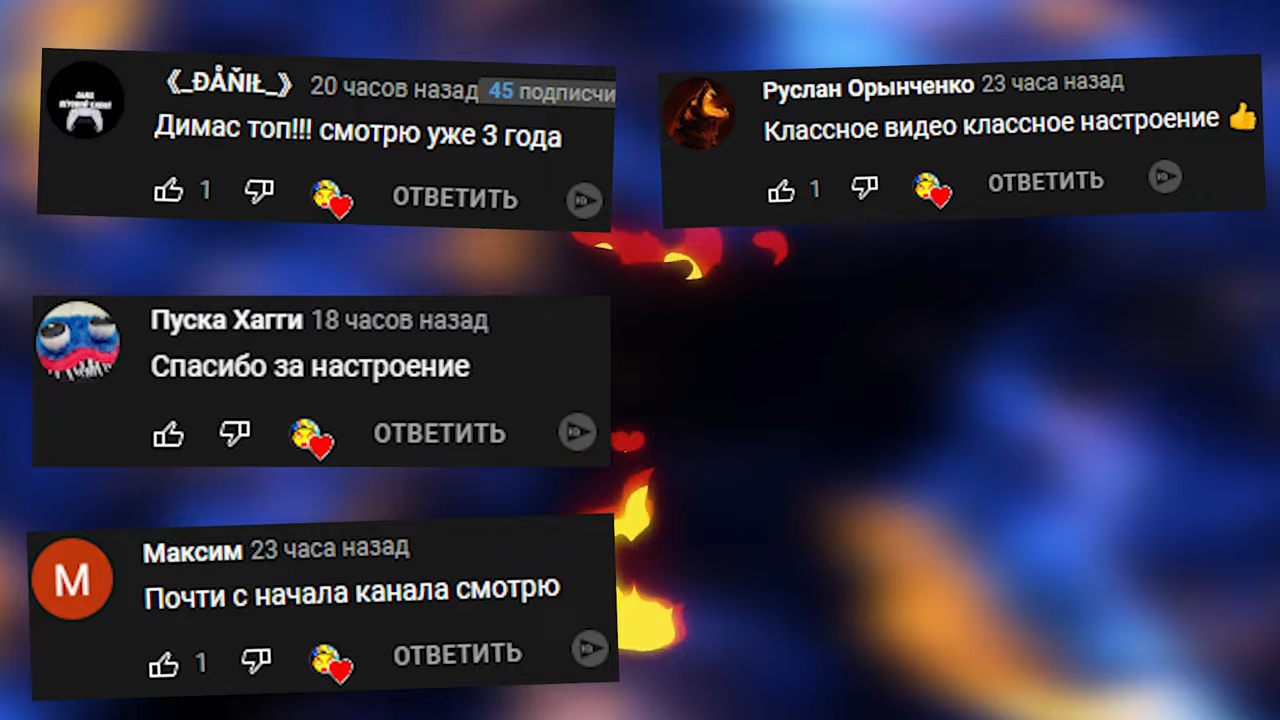 《_ÐÅŇIŁ_》 20 часов назад 45 подписчи
Димас топ!!! смотрю уже 3 года
1 ОТВЕТИТЬ
Руслан Орынченко 23 часа назад
Классное видео классное настроение 👍
1 ОТВЕТИТЬ
Пуска Хагги 18 часов назад
Спасибо за настроение
ОТВЕТИТЬ
М
Максим 23 часа назад
Почти с начала канала смотрю
1 ОТВЕТИТЬ